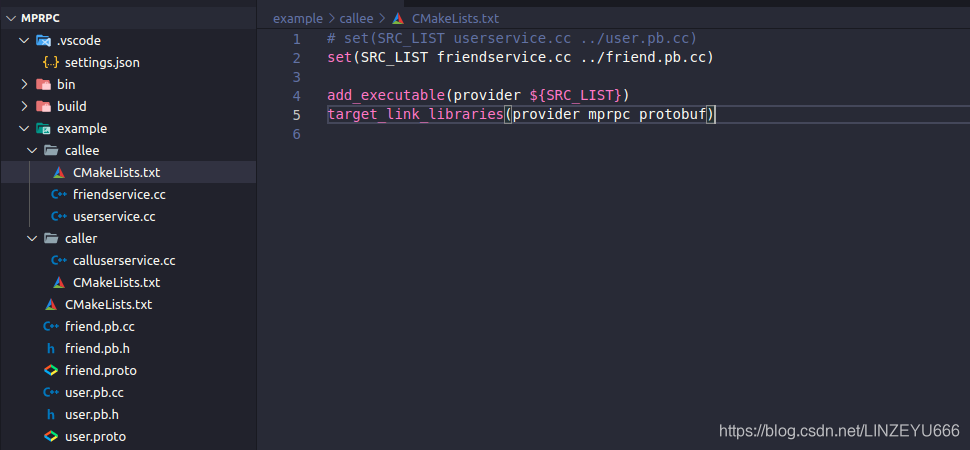 MPRPC
.vscode
settings.json
bin
build
example
callee
CMakeLists.txt
friendservice.cc
userservice.cc
caller
calluserservice.cc
CMakeLists.txt
CMakeLists.txt
friend.pb.cc
friend.pb.h
friend.proto
user.pb.cc
user.pb.h
user.proto
example > callee > CMakeLists.txt
1 # set(SRC_LIST userservice.cc ../user.pb.cc)
2 set(SRC_LIST friendservice.cc ../friend.pb.cc)
3
4 add_executable(provider ${SRC_LIST})
5 target_link_libraries(provider mprpc protobuf)
6
https://blog.csdn.net/LINZEYU666